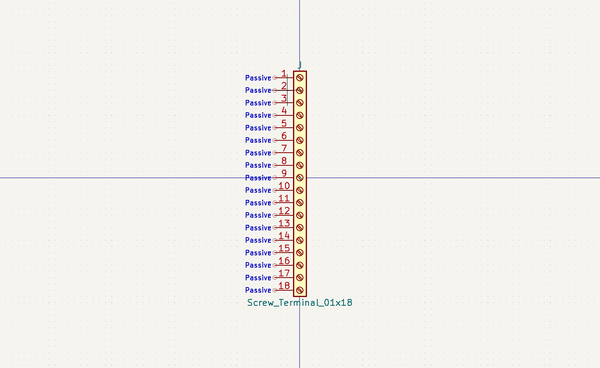 J
Passive 1
Passive 2
Passive 3
Passive 4
Passive 5
Passive 6
Passive 7
Passive 8
Passive 9
Passive 10
Passive 11
Passive 12
Passive 13
Passive 14
Passive 15
Passive 16
Passive 17
Passive 18
Screw_Terminal_01x18